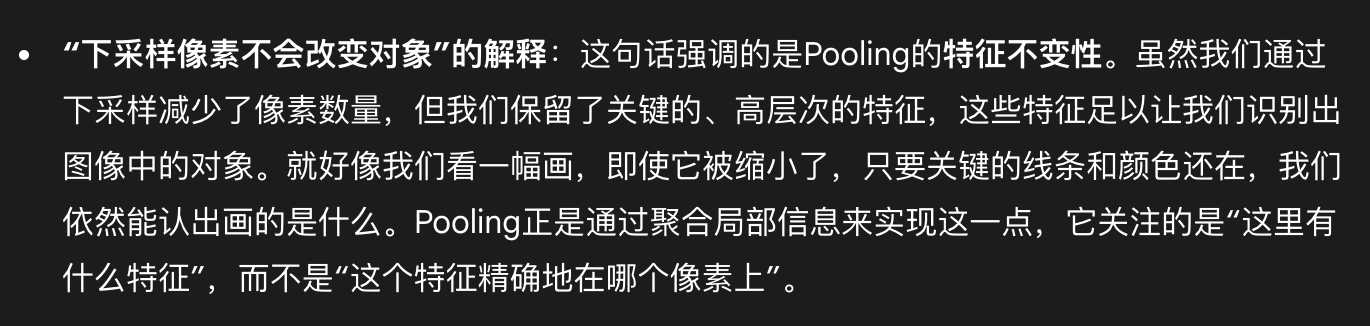 • “下采样像素不会改变对象”的解释：这句话强调的是Pooling的特征不变性。虽然我们通过
下采样减少了像素数量，但我们保留了关键的、高层次的特征，这些特征足以让我们识别出
图像中的对象。就好像我们看一幅画，即使它被缩小了，只要关键的线条和颜色还在，我们
依然能认出画的是什么。Pooling正是通过聚合局部信息来实现这一点，它关注的是“这里有
什么特征”，而不是“这个特征精确地在哪个像素上”。